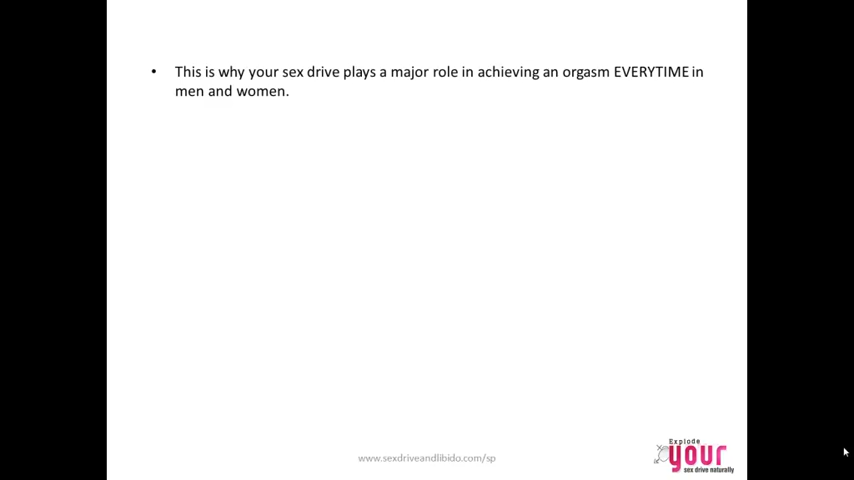 • This is why your sex drive plays a major role in achieving an orgasm EVERYTIME in
men and women.
www.sexdriveandlibido.com/sp
Explode
your
sex drive naturally